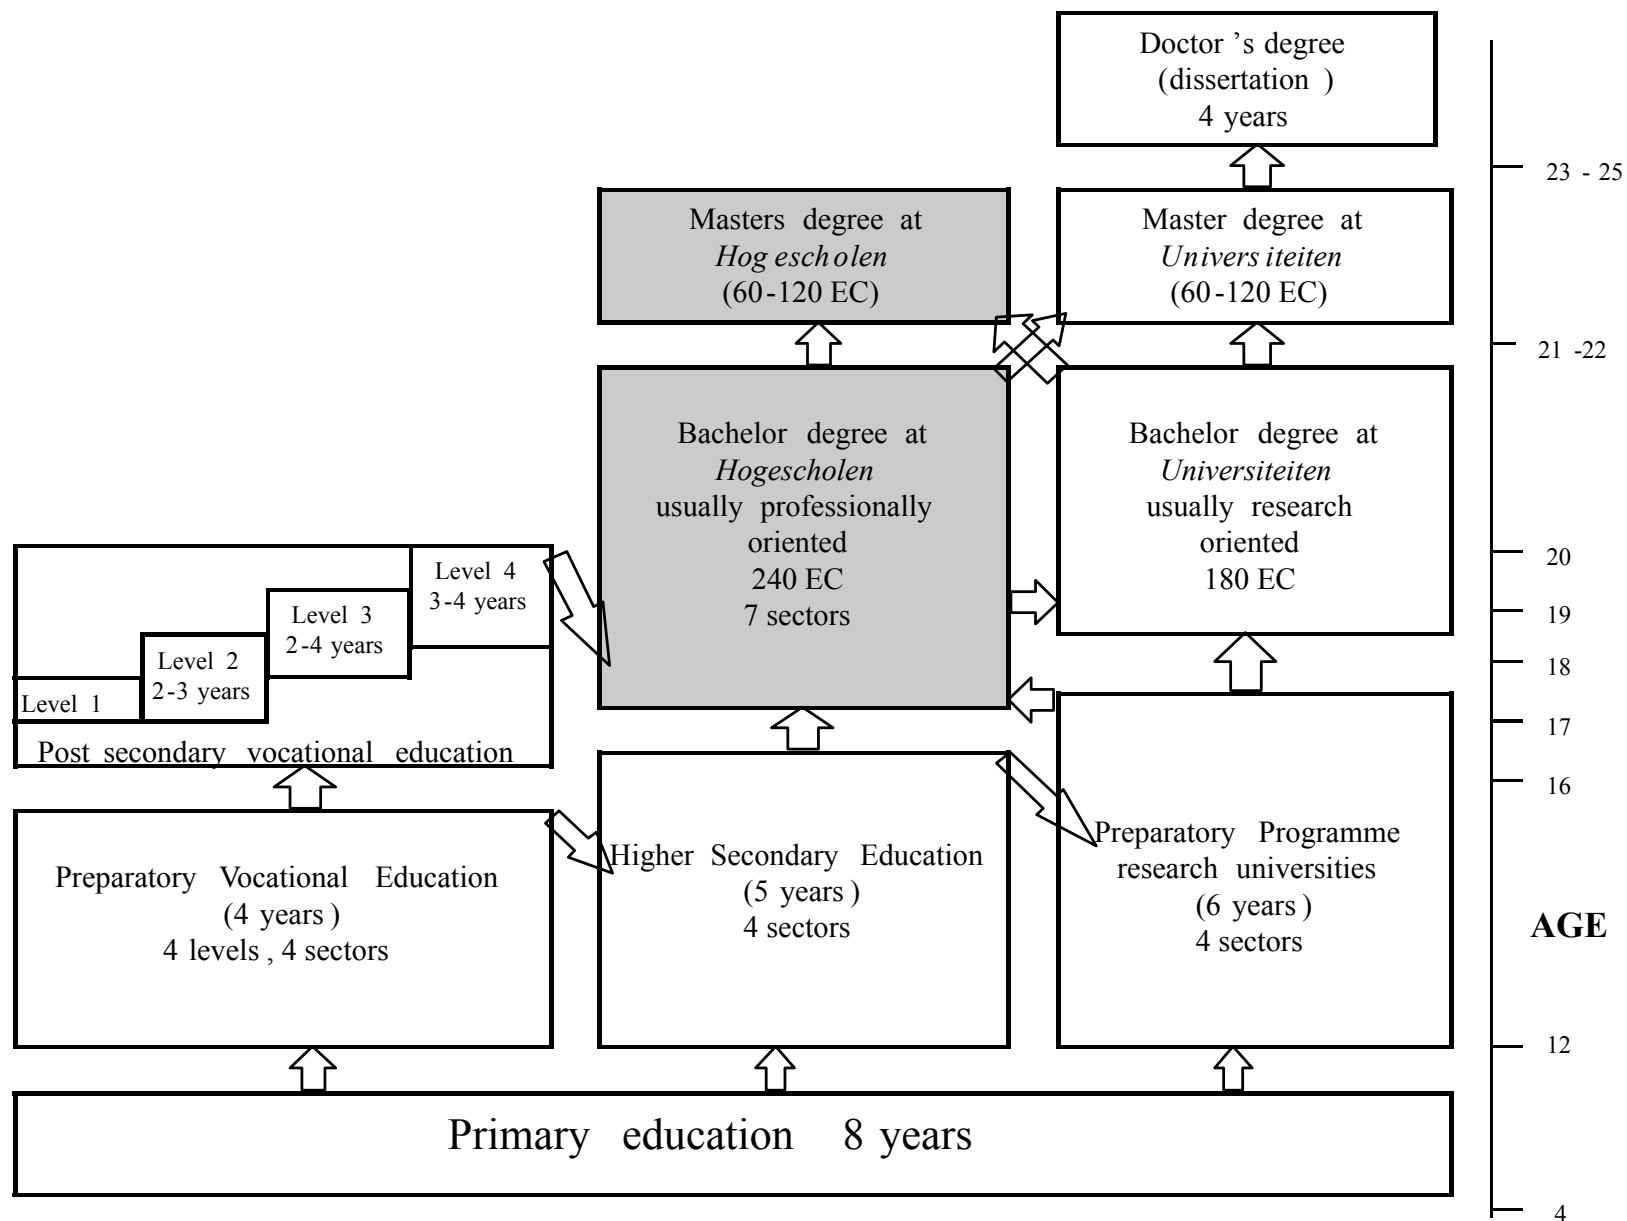 Doctor ’s degree
(dissertation )
4 years
23 - 25
Masters degree at
Hog escholen
(60-120 EC)
Master degree at
Univers iteiten
(60-120 EC)
21 -22
Bachelor degree at
Hogescholen
usually professionally
oriented
240 EC
7 sectors
Bachelor degree at
Universiteiten
usually research
oriented
180 EC
20
19
18
17
16
Level 4
3-4 years
Level 3
2-4 years
Level 2
2-3 years
Level 1
Post secondary vocational education
Preparatory Vocational Education
(4 years )
4 levels , 4 sectors
Higher Secondary Education
(5 years )
4 sectors
Preparatory Programme
research universities
(6 years )
4 sectors
AGE
12
Primary education 8 years
4